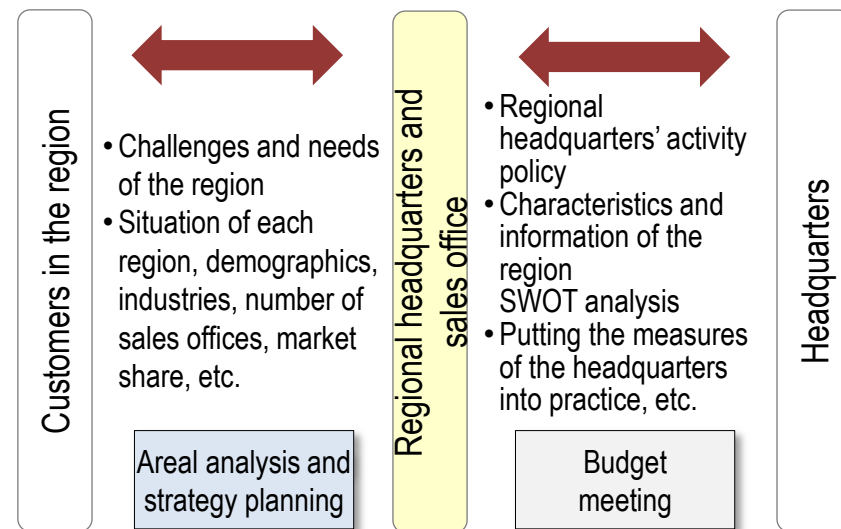 Customers in the region
• Challenges and needs
of the region
• Situation of each
region, demographics,
industries, number of
sales offices, market
share, etc.
Areal analysis and
strategy planning
Regional headquarters and
sales office
• Regional
headquarters’ activity
policy
• Characteristics and
information of the
region
SWOT analysis
• Putting the measures
of the headquarters
into practice, etc.
Budget
meeting
Headquarters